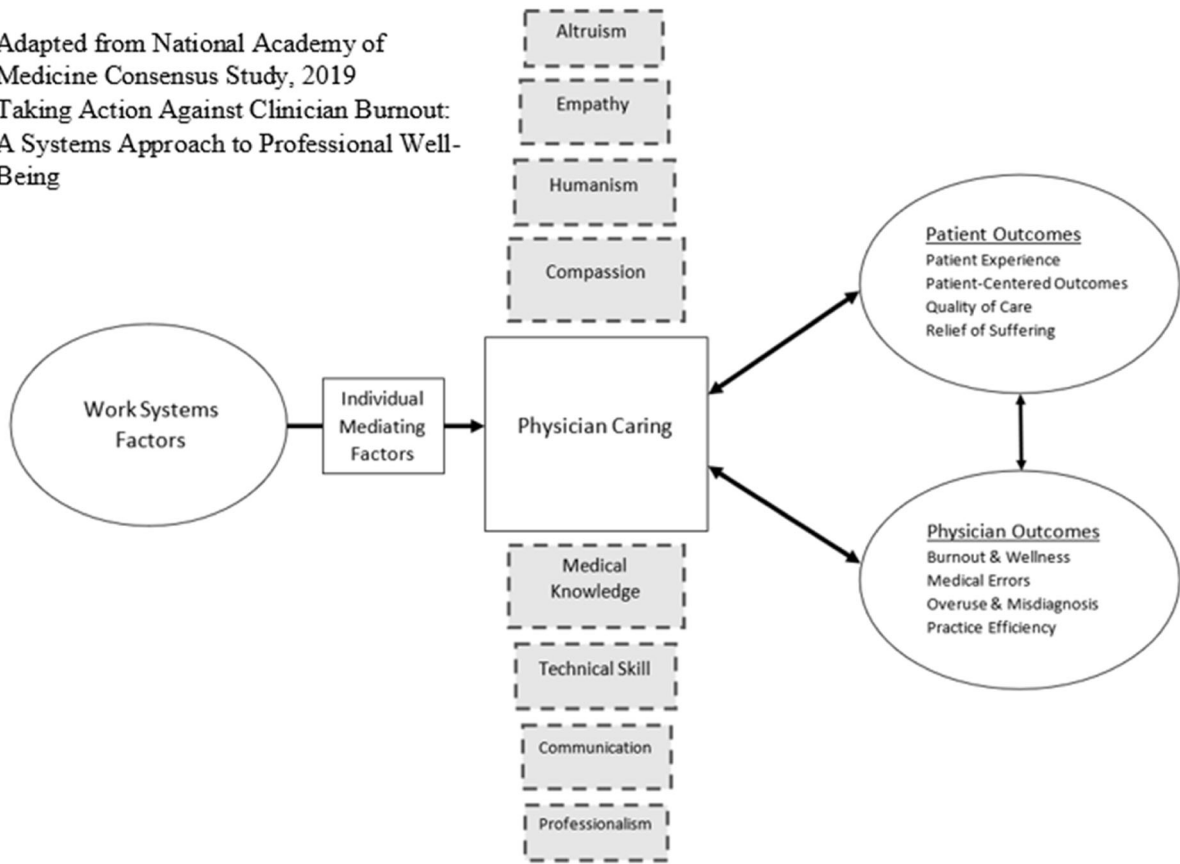 Adapted from National Academy of
Medicine Consensus Study, 2019
Taking Action Against Clinician Burnout:
A Systems Approach to Professional Well-
Being
Altruism
Empathy
Humanism
Compassion
Work Systems
Factors
Individual
Mediating
Factors
Physician Caring
Medical
Knowledge
Technical Skill
Communication
Professionalism
Patient Outcomes
Patient Experience
Patient-Centered Outcomes
Quality of Care
Relief of Suffering
Physician Outcomes
Burnout & Wellness
Medical Errors
Overuse & Misdiagnosis
Practice Efficiency